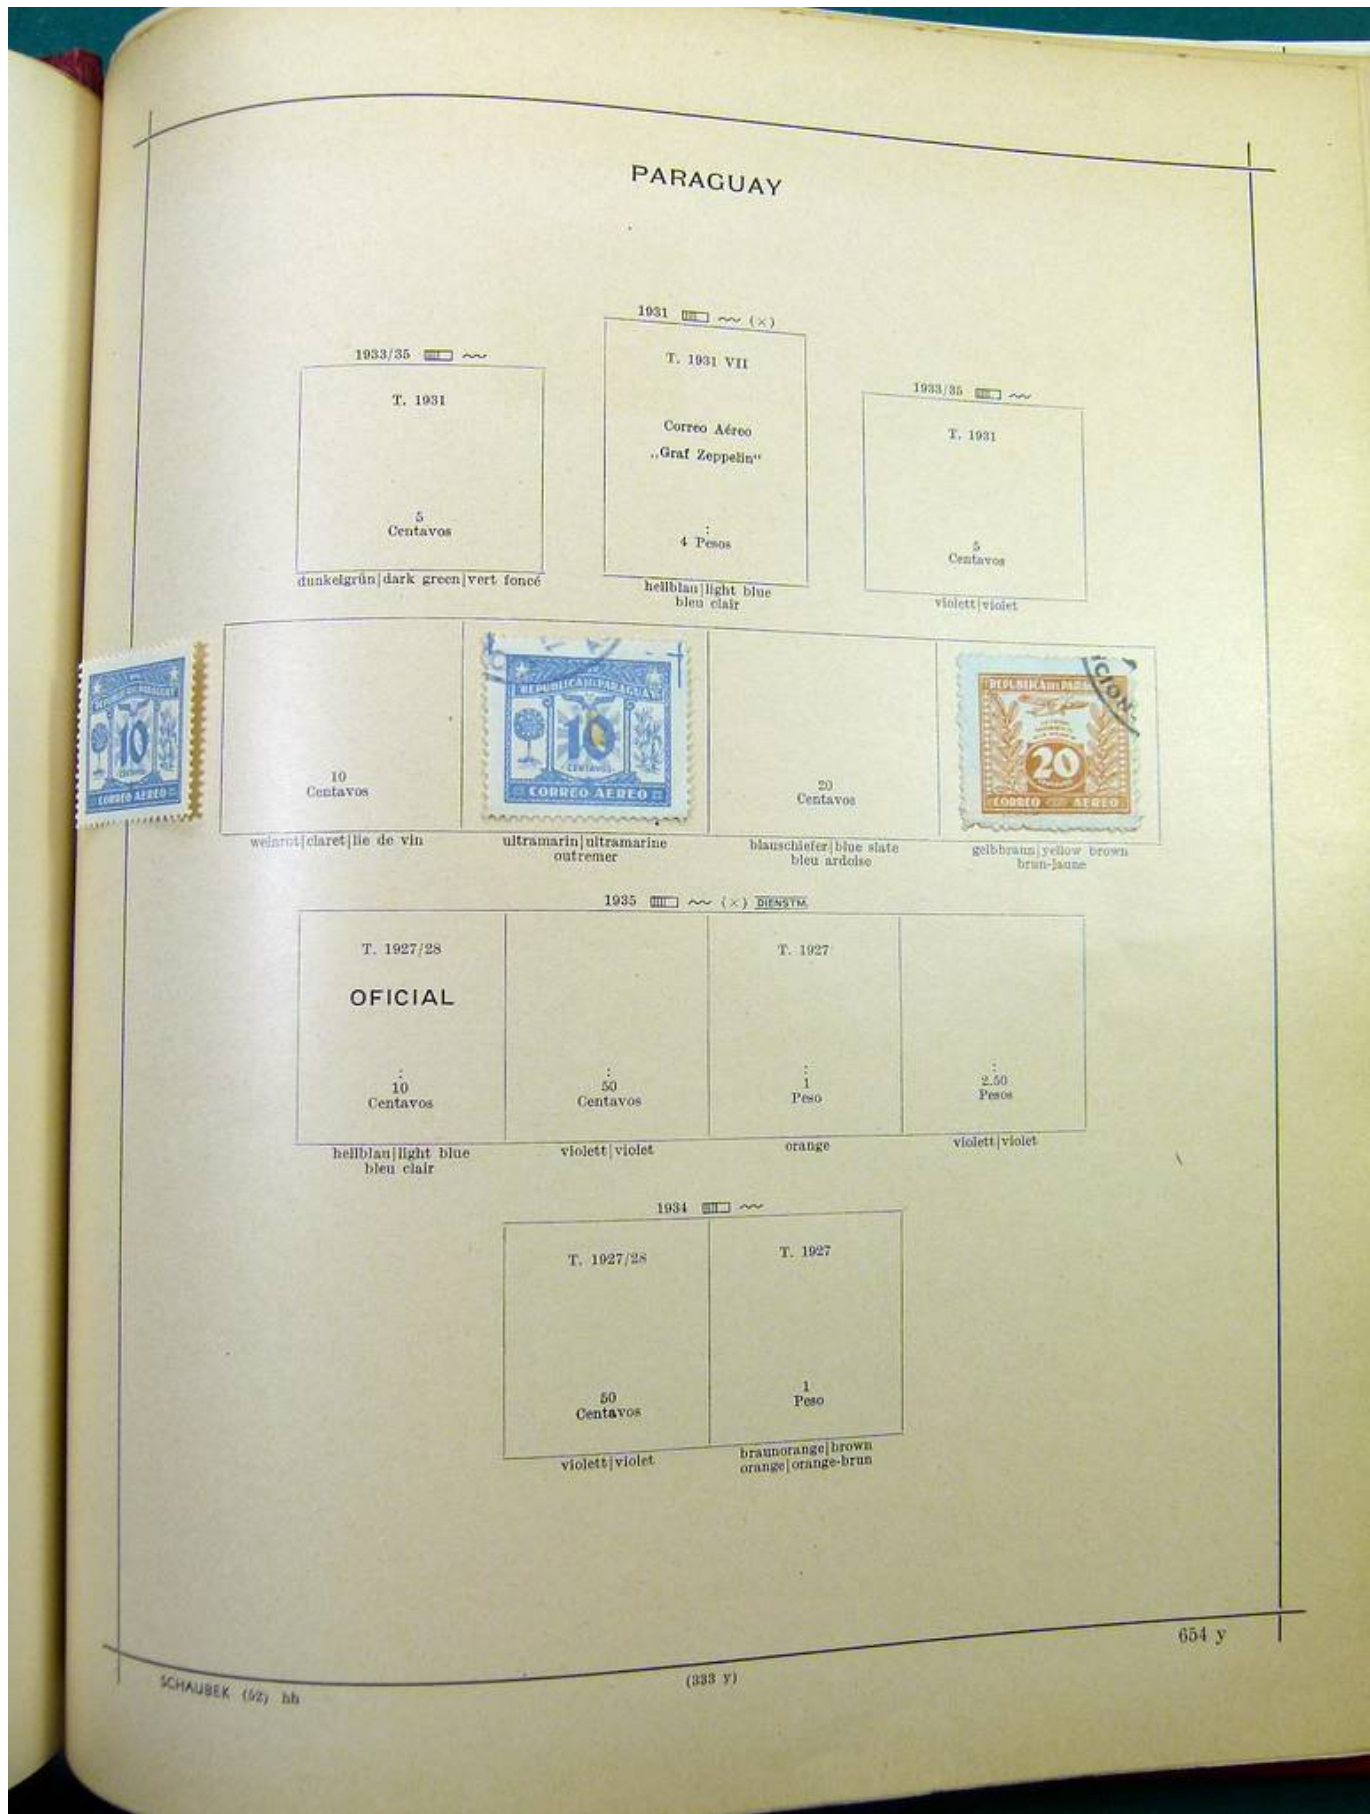 PARAGUAY
1933/35
T. 1931
5
Centavos
dunkelgrün|dark green|vert foncé
1931 (×)
T. 1931 VII
Correo Aéreo
„Graf Zeppelin“
:
4 Pesos
hellblau|light blue
bleu clair
1933/35
T. 1931
5
Centavos
violett|violet
REPUBLICA DEL PARAGUAY
10
CENTAVOS
CORREO AEREO
10
Centavos
weinrot|claret|lie de vin
REPUBLICA DEL PARAGUAY
10
CENTAVOS
CORREO AEREO
ultramarin|ultramarine
outremer
20
Centavos
blauschiefer|blue slate
bleu ardoise
CION
20
CORREO AEREO
gelbbraun|yellow brown
brun-jaune
1935 (×) DIENSTM.
T. 1927/28
OFICIAL
:
10
Centavos
hellblau|light blue
bleu clair
:
50
Centavos
violett|violet
T. 1927
:
1
Peso
orange
:
2.50
Pesos
violett|violet
1934
T. 1927/28
50
Centavos
violett|violet
T. 1927
1
Peso
braunorange|brown
orange|orange-brun
654 y
(333 y)
SCHAUBEK (52) hh